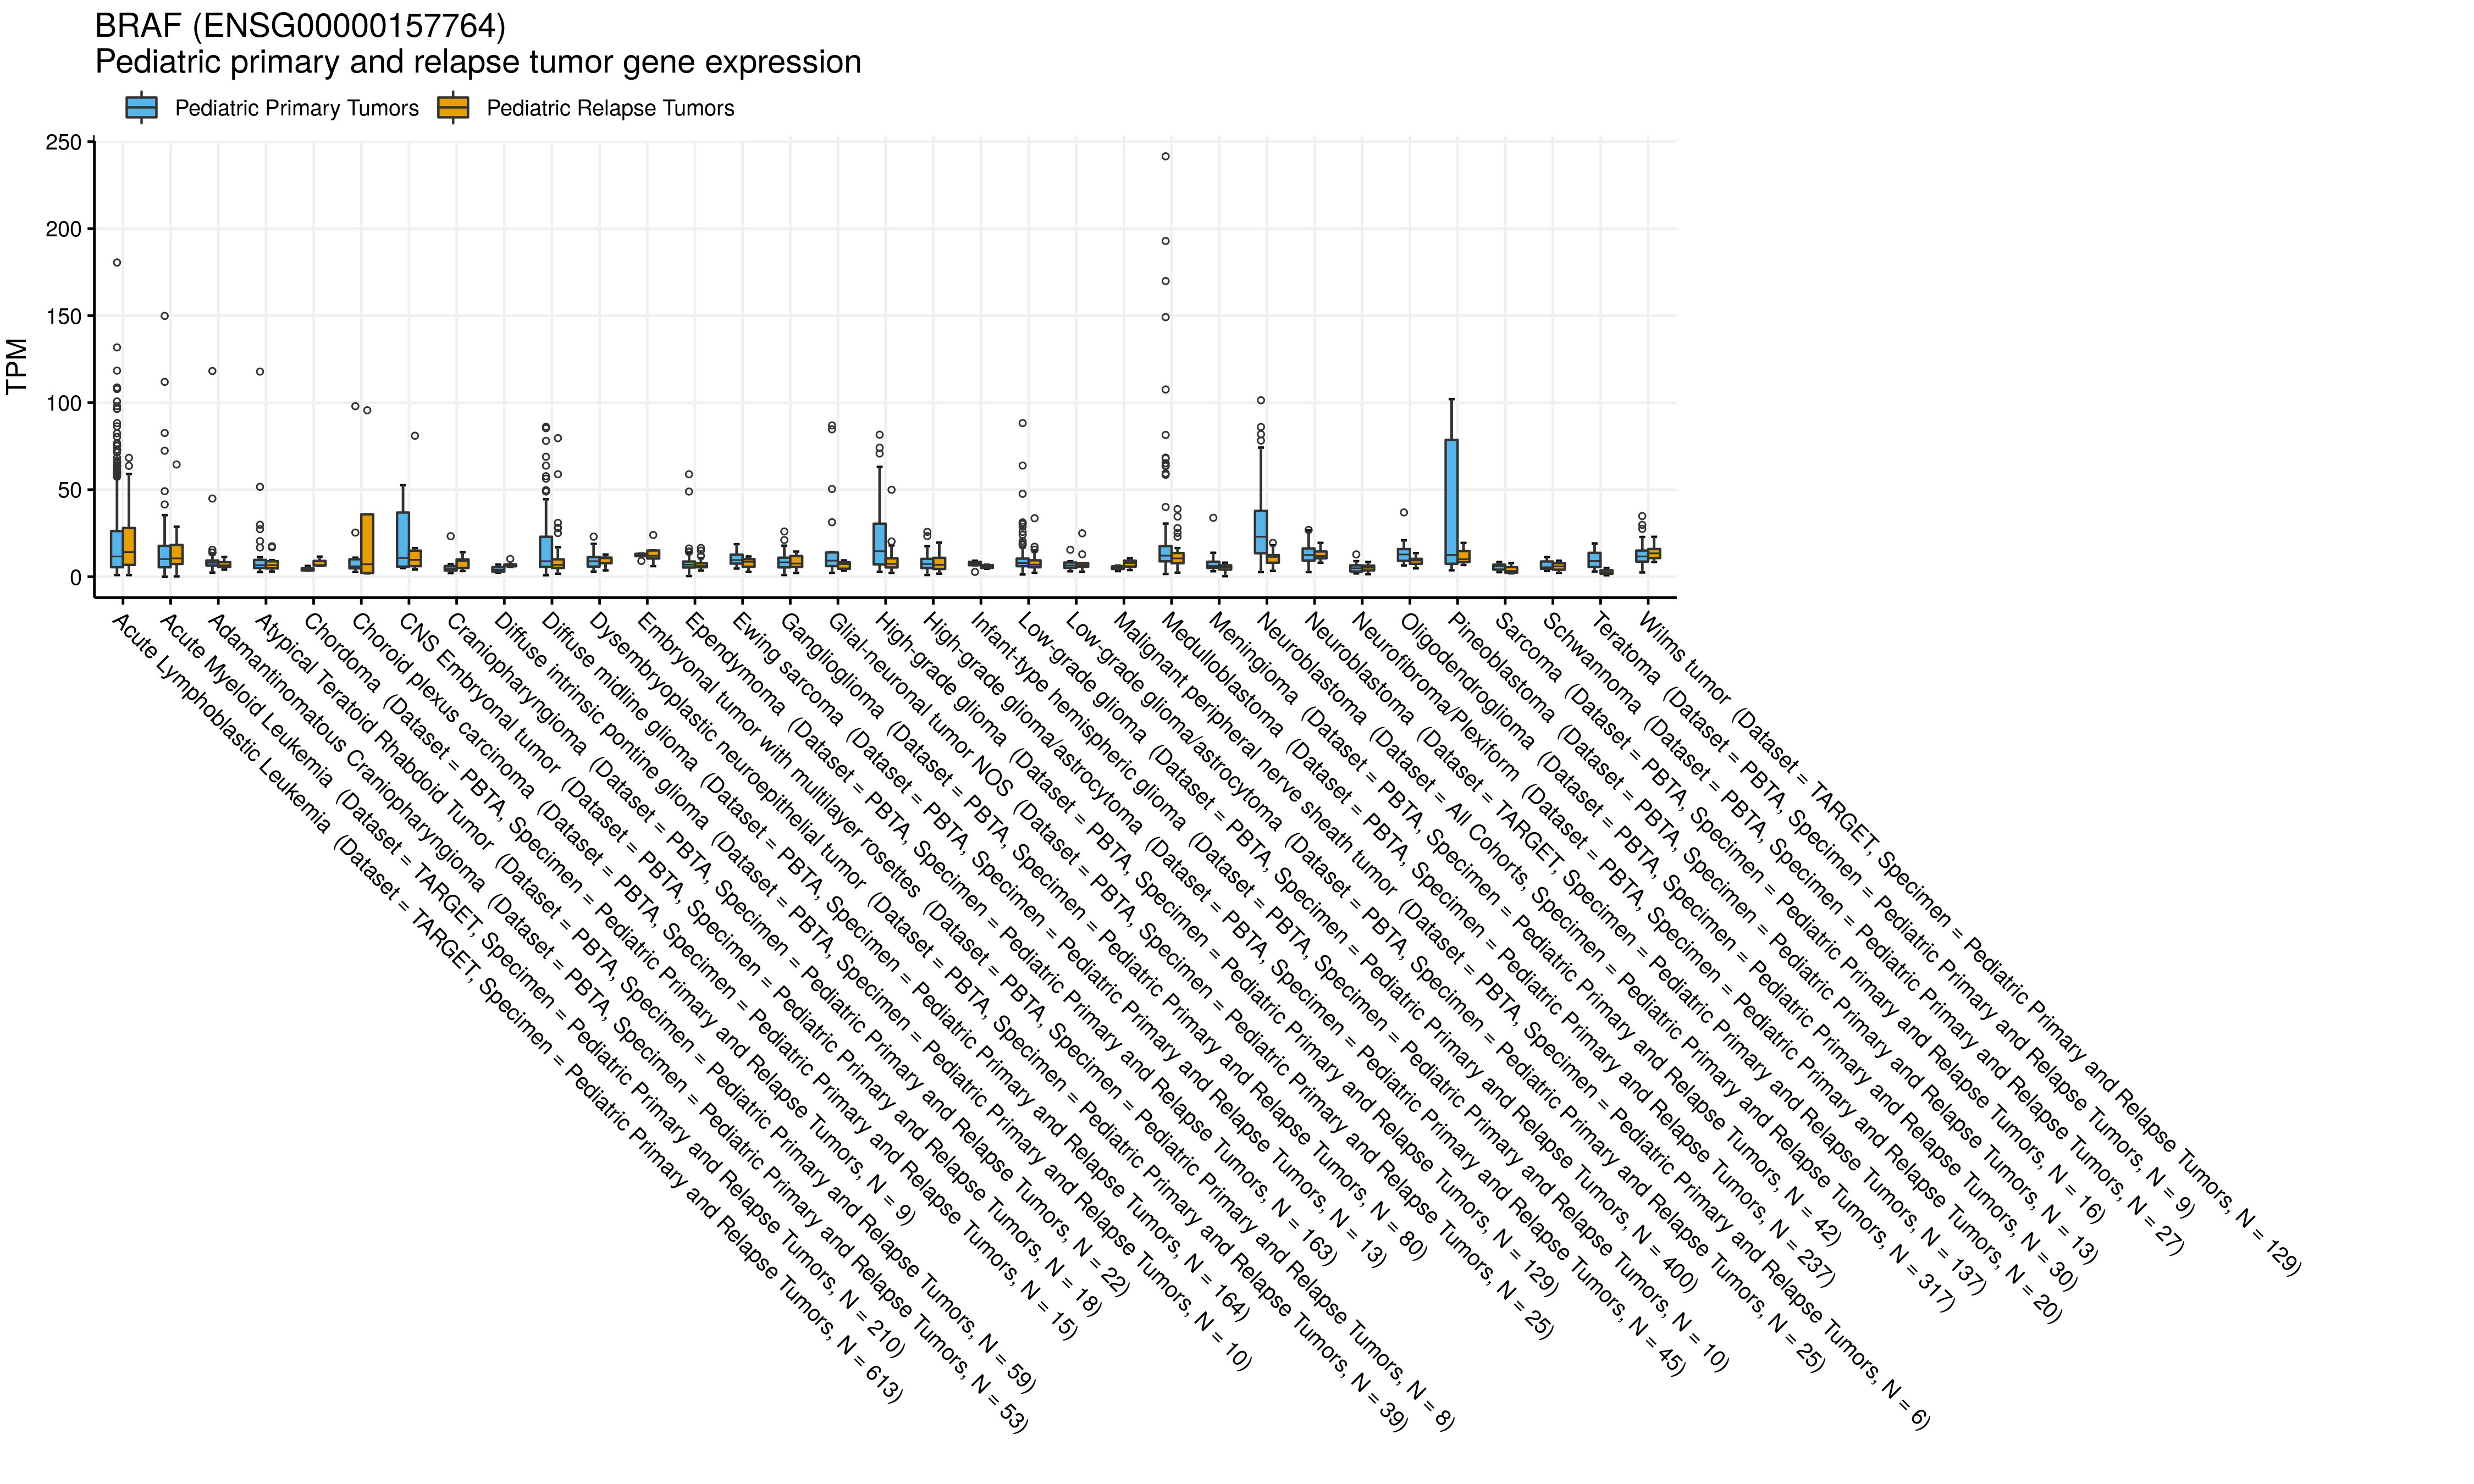 BRAF (ENSG00000157764)
Pediatric primary and relapse tumor gene expression
Pediatric Primary Tumors
Pediatric Relapse Tumors
TPM
250
200
150
100
50
0
Acute Lymphoblastic Leukemia (Dataset = TARGET, Specimen = Pediatric Primary and Relapse Tumors, N = 613)
Acute Myeloid Leukemia (Dataset = TARGET, Specimen = Pediatric Primary and Relapse Tumors, N = 210)
Adamantinomatous Craniopharyngioma (Dataset = PBTA, Specimen = Pediatric Primary and Relapse Tumors, N = 53)
Atypical Teratoid Rhabdoid Tumor (Dataset = PBTA, Specimen = Pediatric Primary and Relapse Tumors, N = 59)
Chordoma (Dataset = PBTA, Specimen = Pediatric Primary and Relapse Tumors, N = 9)
Choroid plexus carcinoma (Dataset = PBTA, Specimen = Pediatric Primary and Relapse Tumors, N = 15)
CNS Embryonal tumor (Dataset = PBTA, Specimen = Pediatric Primary and Relapse Tumors, N = 18)
Craniopharyngioma (Dataset = PBTA, Specimen = Pediatric Primary and Relapse Tumors, N = 22)
Diffuse intrinsic pontine glioma (Dataset = PBTA, Specimen = Pediatric Primary and Relapse Tumors, N = 10)
Diffuse midline glioma (Dataset = PBTA, Specimen = Pediatric Primary and Relapse Tumors, N = 164)
Dysembryoplastic neuroepithelial tumor (Dataset = PBTA, Specimen = Pediatric Primary and Relapse Tumors, N = 39)
Embryonal tumor with multilayer rosettes (Dataset = PBTA, Specimen = Pediatric Primary and Relapse Tumors, N = 8)
Ependymoma (Dataset = PBTA, Specimen = Pediatric Primary and Relapse Tumors, N = 163)
Ewing sarcoma (Dataset = PBTA, Specimen = Pediatric Primary and Relapse Tumors, N = 13)
Ganglioglioma (Dataset = PBTA, Specimen = Pediatric Primary and Relapse Tumors, N = 80)
Glial-neuronal tumor NOS (Dataset = PBTA, Specimen = Pediatric Primary and Relapse Tumors, N = 25)
High-grade glioma (Dataset = PBTA, Specimen = Pediatric Primary and Relapse Tumors, N = 129)
High-grade glioma/astrocytoma (Dataset = PBTA, Specimen = Pediatric Primary and Relapse Tumors, N = 45)
Infant-type hemispheric glioma (Dataset = PBTA, Specimen = Pediatric Primary and Relapse Tumors, N = 10)
Low-grade glioma (Dataset = PBTA, Specimen = Pediatric Primary and Relapse Tumors, N = 400)
Low-grade glioma/astrocytoma (Dataset = PBTA, Specimen = Pediatric Primary and Relapse Tumors, N = 25)
Malignant peripheral nerve sheath tumor (Dataset = PBTA, Specimen = Pediatric Primary and Relapse Tumors, N = 6)
Medulloblastoma (Dataset = PBTA, Specimen = Pediatric Primary and Relapse Tumors, N = 237)
Meningioma (Dataset = PBTA, Specimen = Pediatric Primary and Relapse Tumors, N = 42)
Neuroblastoma (Dataset = All Cohorts, Specimen = Pediatric Primary and Relapse Tumors, N = 317)
Neuroblastoma (Dataset = TARGET, Specimen = Pediatric Primary and Relapse Tumors, N = 137)
Neurofibroma/Plexiform (Dataset = PBTA, Specimen = Pediatric Primary and Relapse Tumors, N = 20)
Oligodendroglioma (Dataset = PBTA, Specimen = Pediatric Primary and Relapse Tumors, N = 30)
Pineoblastoma (Dataset = PBTA, Specimen = Pediatric Primary and Relapse Tumors, N = 13)
Sarcoma (Dataset = PBTA, Specimen = Pediatric Primary and Relapse Tumors, N = 16)
Schwannoma (Dataset = PBTA, Specimen = Pediatric Primary and Relapse Tumors, N = 27)
Teratoma (Dataset = PBTA, Specimen = Pediatric Primary and Relapse Tumors, N = 9)
Wilms tumor (Dataset = TARGET, Specimen = Pediatric Primary and Relapse Tumors, N = 129)